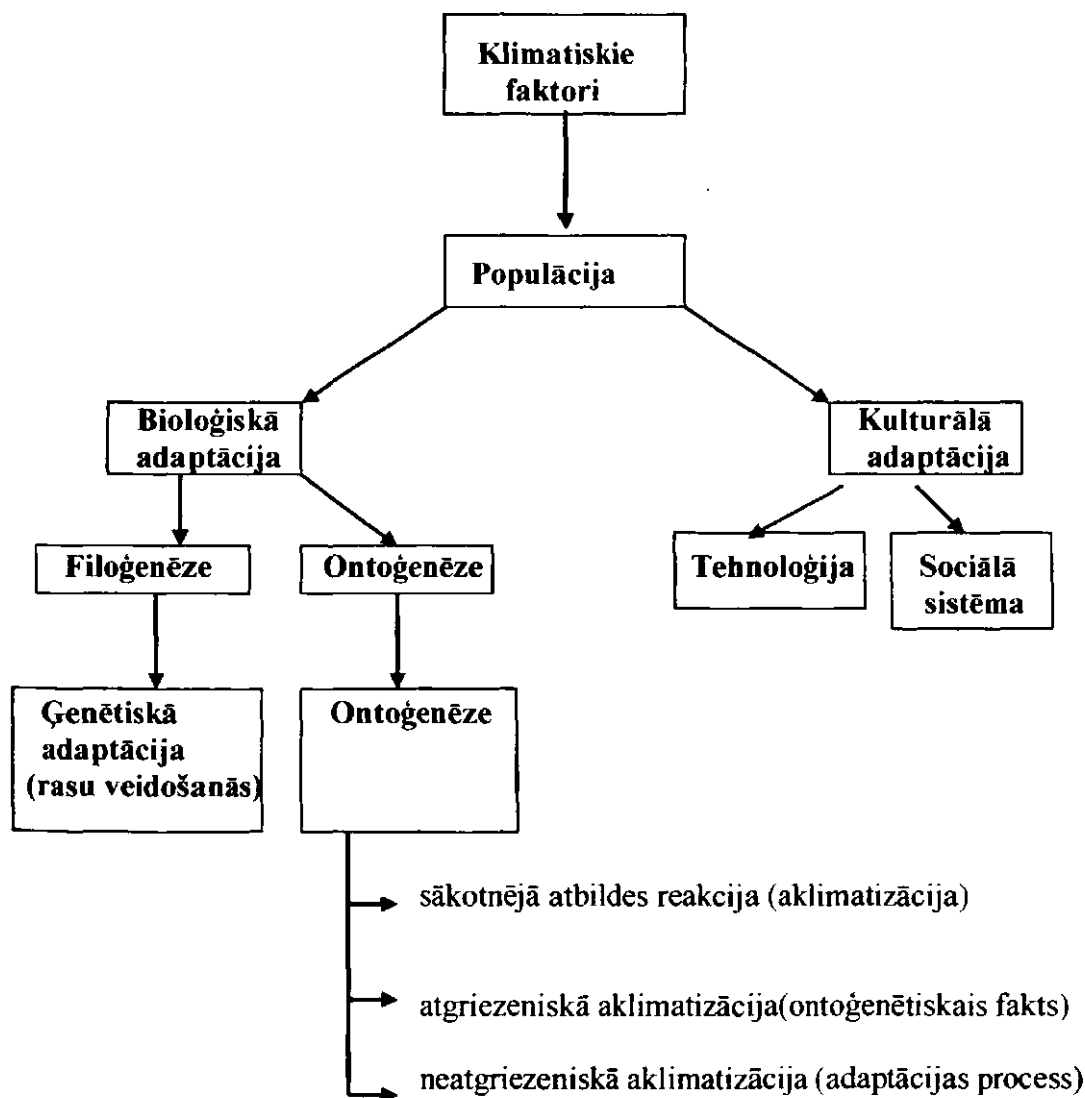 Klimatiskie
faktori
Populācija
Bioloģiskā
adaptācija
Kulturālā
adaptācija
Filoģenēze
Ontoģenēze
Tehnoloģija
Sociālā
sistēma
Ģenētiskā
adaptācija
(rasu veidošanās)
Ontoģenēze
sākotnējā atbildes reakcija (aklimatizācija)
atgriezeniskā aklimatizācija(ontoģenētiskais fakts)
neatgriezeniskā aklimatizācija (adaptācijas process)